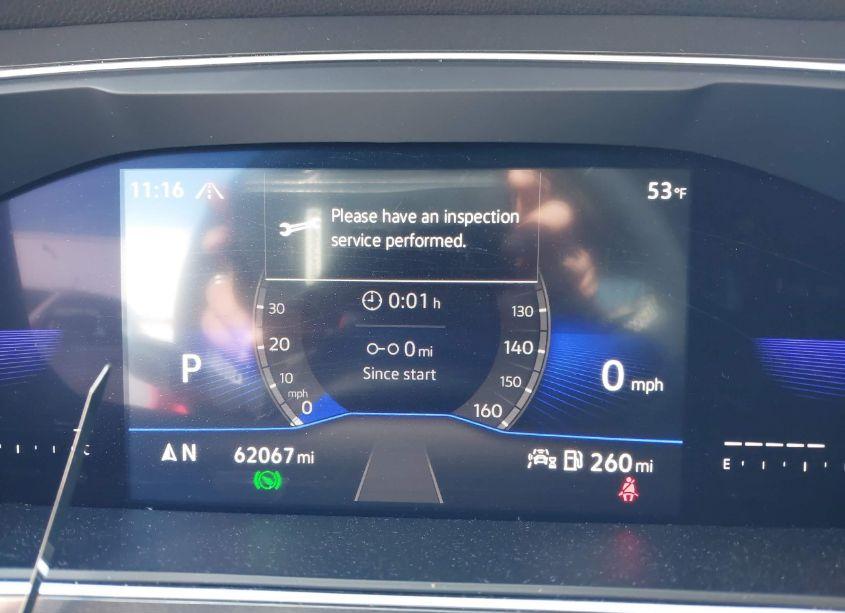 11:16
53°F
Please have an inspection
service performed.
0:01 h
0 mi
Since start
30
20
10
mph
0
130
140
150
160
P
0 mph
N
62067 mi
260 mi
C
E